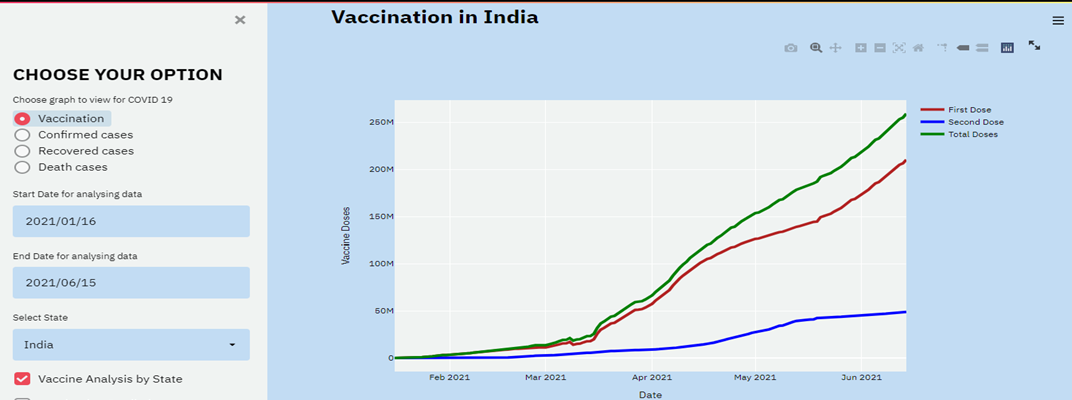 Vaccination in India
CHOOSE YOUR OPTION
Choose graph to view for COVID 19
Vaccination
Confirmed cases
Recovered cases
Death cases
Start Date for analysing data
2021/01/16
End Date for analysing data
2021/06/15
Select State
India
Vaccine Analysis by State
Vaccine Doses
250M
200M
150M
100M
50M
0
Feb 2021
Mar 2021
Apr 2021
May 2021
Jun 2021
Date
First Dose
Second Dose
Total Doses